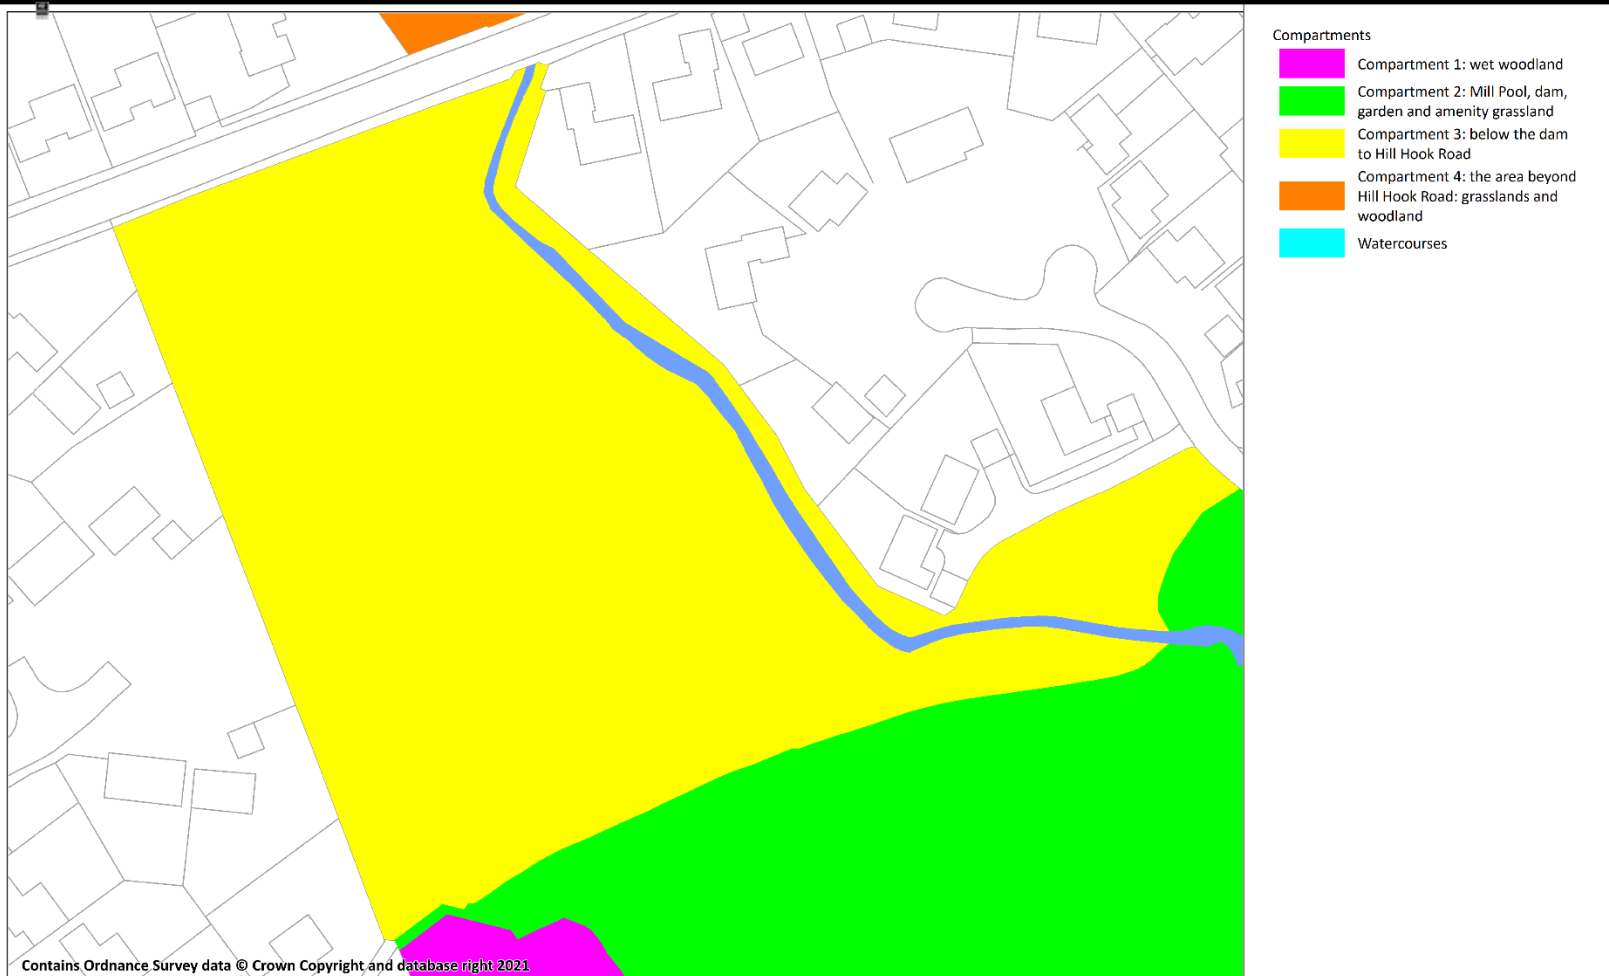 Compartments
Compartment 1: wet woodland
Compartment 2: Mill Pool, dam,
garden and amenity grassland
Compartment 3: below the dam
to Hill Hook Road
Compartment 4: the area beyond
Hill Hook Road: grasslands and
woodland
Watercourses
Contains Ordnance Survey data © Crown Copyright and database right 2021